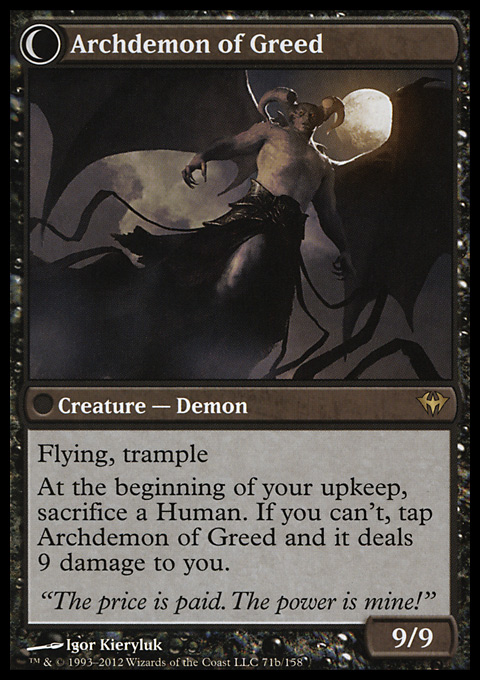 Archdemon of Greed
Creature — Demon
Flying, trample
At the beginning of your upkeep,
sacrifice a Human. If you can't, tap
Archdemon of Greed and it deals
9 damage to you.
“The price is paid. The power is mine!”
9/9
Igor Kieryluk
™ & © 1993–2012 Wizards of the Coast LLC 71b/158